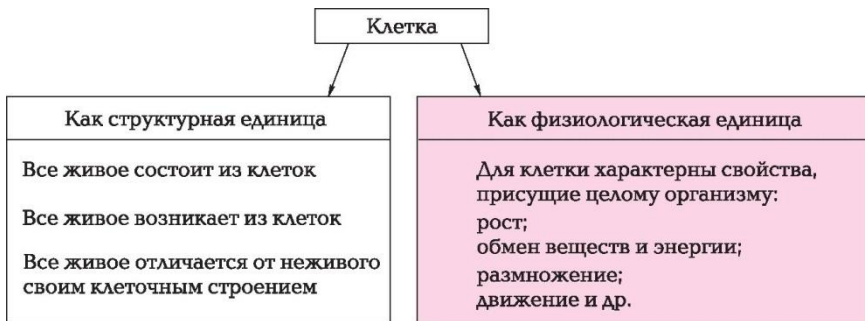 Клетка
Как структурная единица
Все живое состоит из клеток
Все живое возникает из клеток
Все живое отличается от неживого
своим клеточным строением
Как физиологическая единица
Для клетки характерны свойства,
присущие целому организму:
рост;
обмен веществ и энергии;
размножение;
движение и др.